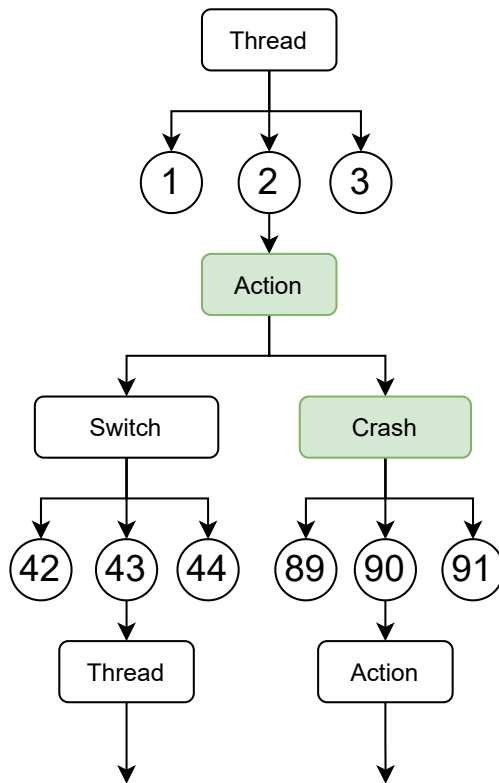 Thread
1 2 3
Action
Switch Crash
42 43 44 89 90 91
Thread Action